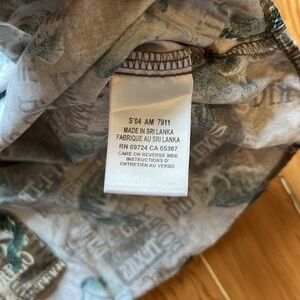 S'04 AM 7911
MADE IN SRI LANKA
FABRIQUE AU SRI LANKA
RN 69724 CA 05367
CARE ON REVERSE SIDE
INSTRUCTIONS D'
ENTRETIEN AU VERSO